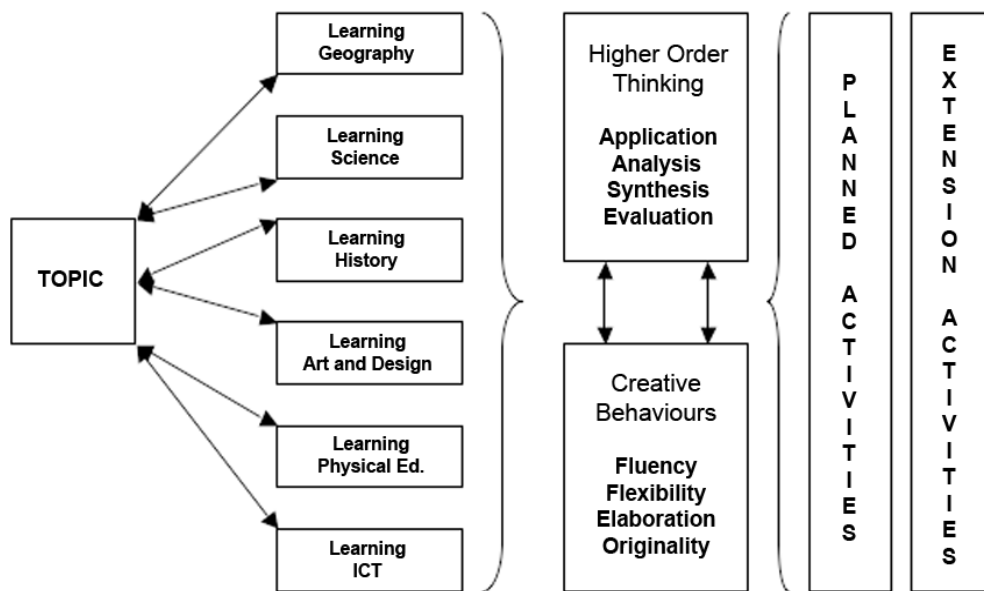 TOPIC
Learning
Geography
Learning
Science
Learning
History
Learning
Art and Design
Learning
Physical Ed.
Learning
ICT
Higher Order
Thinking
Application
Analysis
Synthesis
Evaluation
Creative
Behaviours
Fluency
Flexibility
Elaboration
Originality
PLANNED ACTIVITIES
EXTENSION ACTIVITIES